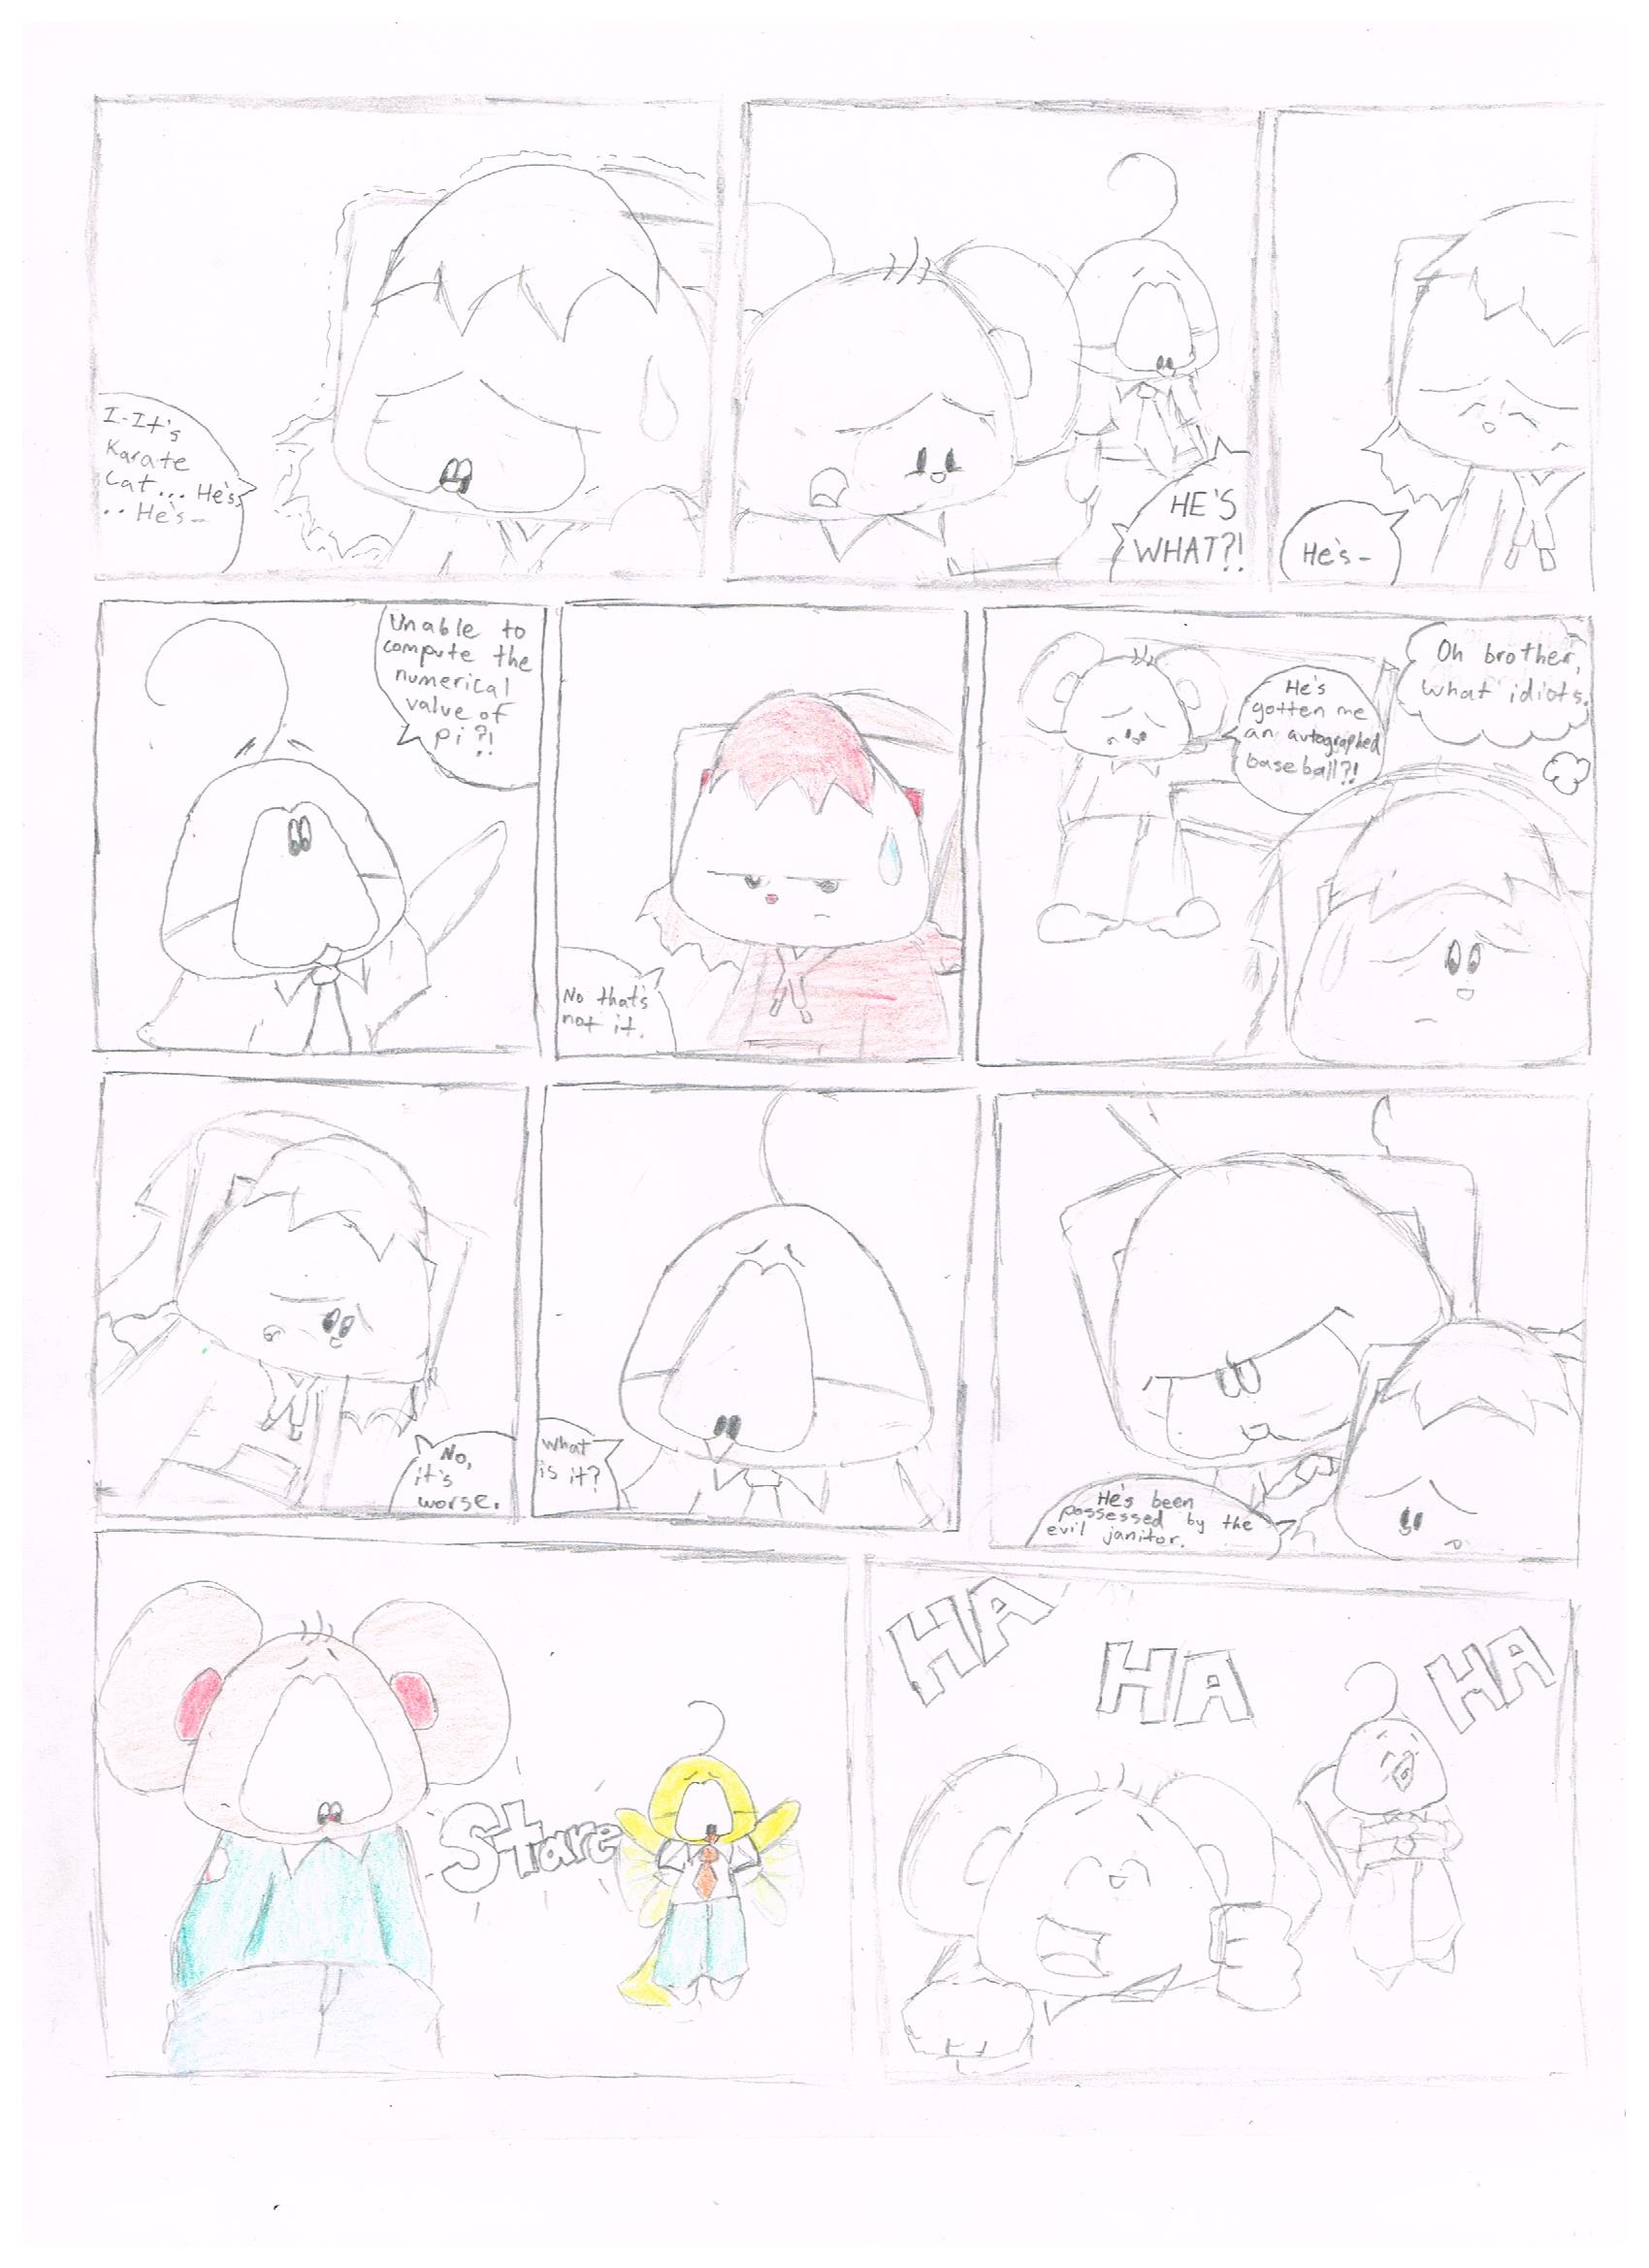 I-It's
Karate
Cat... He's
.. He's-
HE'S
WHAT?!
He's-
Unable to
compute the
numerical
value of
pi?!
No that's
not it.
He's
gotten me
an autographed
baseball?!
Oh brother,
what idiots.
No,
it's
worse.
What
is it?
He's been
possessed by the
evil janitor.
Stare
HA
HA
HA